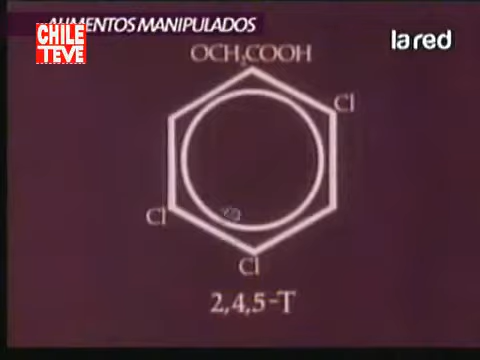 ALIMENTOS MANIPULADOS
CHILE
TEVE
la red
OCH₂COOH
Cl
Cl
Cl
2,4,5-T